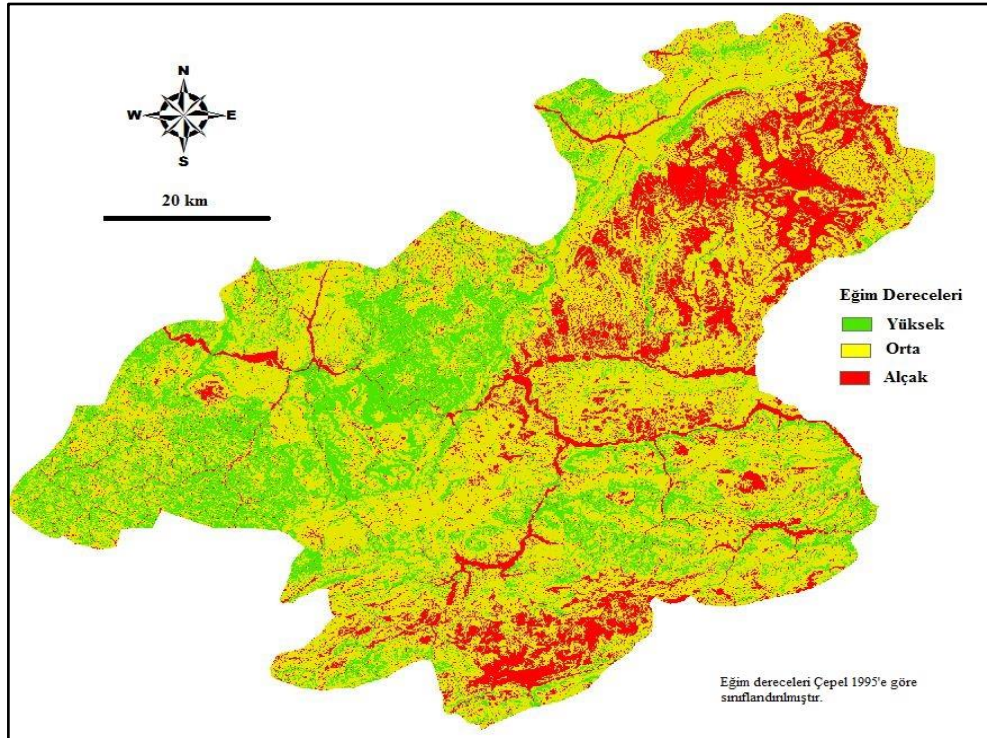 N
W E
S
20 km
Eğim Dereceleri
Yüksek
Orta
Alçak
Eğim dereceleri Çepel 1995'e göre
sınıflandırılmıştır.